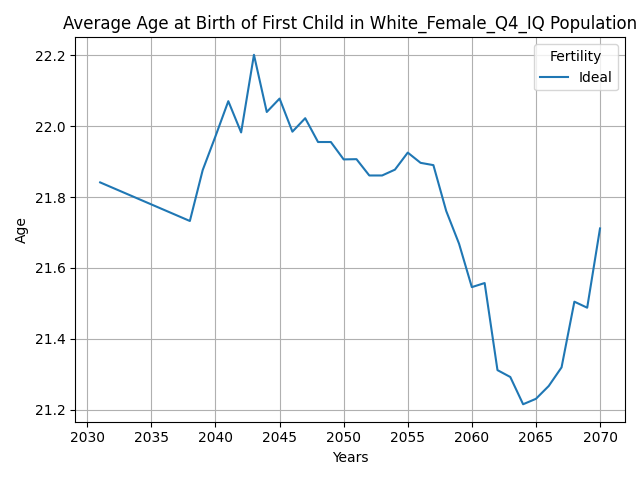 Average Age at Birth of First Child in White_Female_Q4_IQ Population
Fertility
Ideal
22.2
22.0
21.8
21.6
21.4
21.2
Age
2030 2035 2040 2045 2050 2055 2060 2065 2070
Years